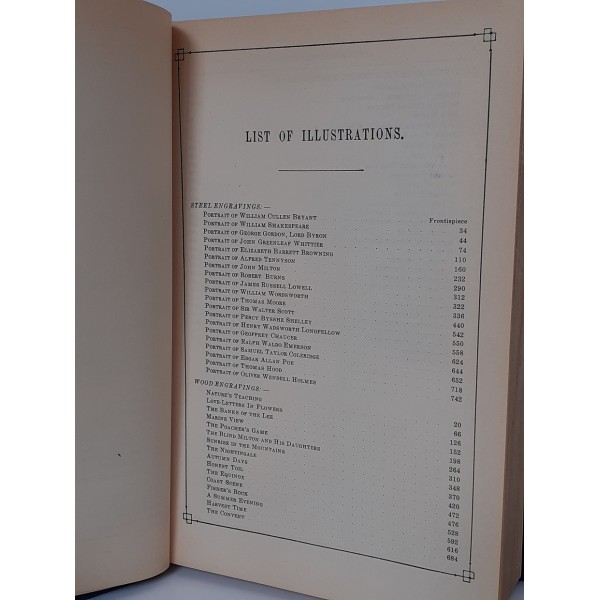 LIST OF ILLUSTRATIONS.
STEEL ENGRAVINGS:—
PORTRAIT OF WILLIAM CULLEN BRYANT Frontispiece
PORTRAIT OF WILLIAM SHAKESPEARE 34
PORTRAIT OF GEORGE GORDON, LORD BYRON 44
PORTRAIT OF JOHN GREENLEAF WHITTIER 74
PORTRAIT OF ELIZABETH BARRETT BROWNING 110
PORTRAIT OF ALFRED TENNYSON 160
PORTRAIT OF JOHN MILTON 232
PORTRAIT OF ROBERT BURNS 290
PORTRAIT OF JAMES RUSSELL LOWELL 312
PORTRAIT OF WILLIAM WORDSWORTH 322
PORTRAIT OF THOMAS MOORE 336
PORTRAIT OF SIR WALTER SCOTT 440
PORTRAIT OF PERCY BYSSHE SHELLEY 542
PORTRAIT OF HENRY WADSWORTH LONGFELLOW 550
PORTRAIT OF GEOFFREY CHAUCER 558
PORTRAIT OF RALPH WALDO EMERSON 624
PORTRAIT OF SAMUEL TAYLOR COLERIDGE 644
PORTRAIT OF EDGAR ALLAN POE 652
PORTRAIT OF THOMAS HOOD 718
PORTRAIT OF OLIVER WENDELL HOLMES 742
WOOD ENGRAVINGS:—
NATURE'S TEACHING 20
LOVE-LETTERS IN FLOWERS 66
THE BANKS OF THE LEE 126
MARINE VIEW 152
THE POACHER'S GAME 198
THE BLIND MILTON AND HIS DAUGHTERS 264
SUNRISE IN THE MOUNTAINS 310
THE NIGHTINGALE 348
AUTUMN DAYS 370
HONEST TOIL 420
THE EQUINOX 472
COAST SCENE 476
FISHER'S ROCK 528
A SUMMER EVENING 592
HARVEST TIME 616
THE CONVENT 684